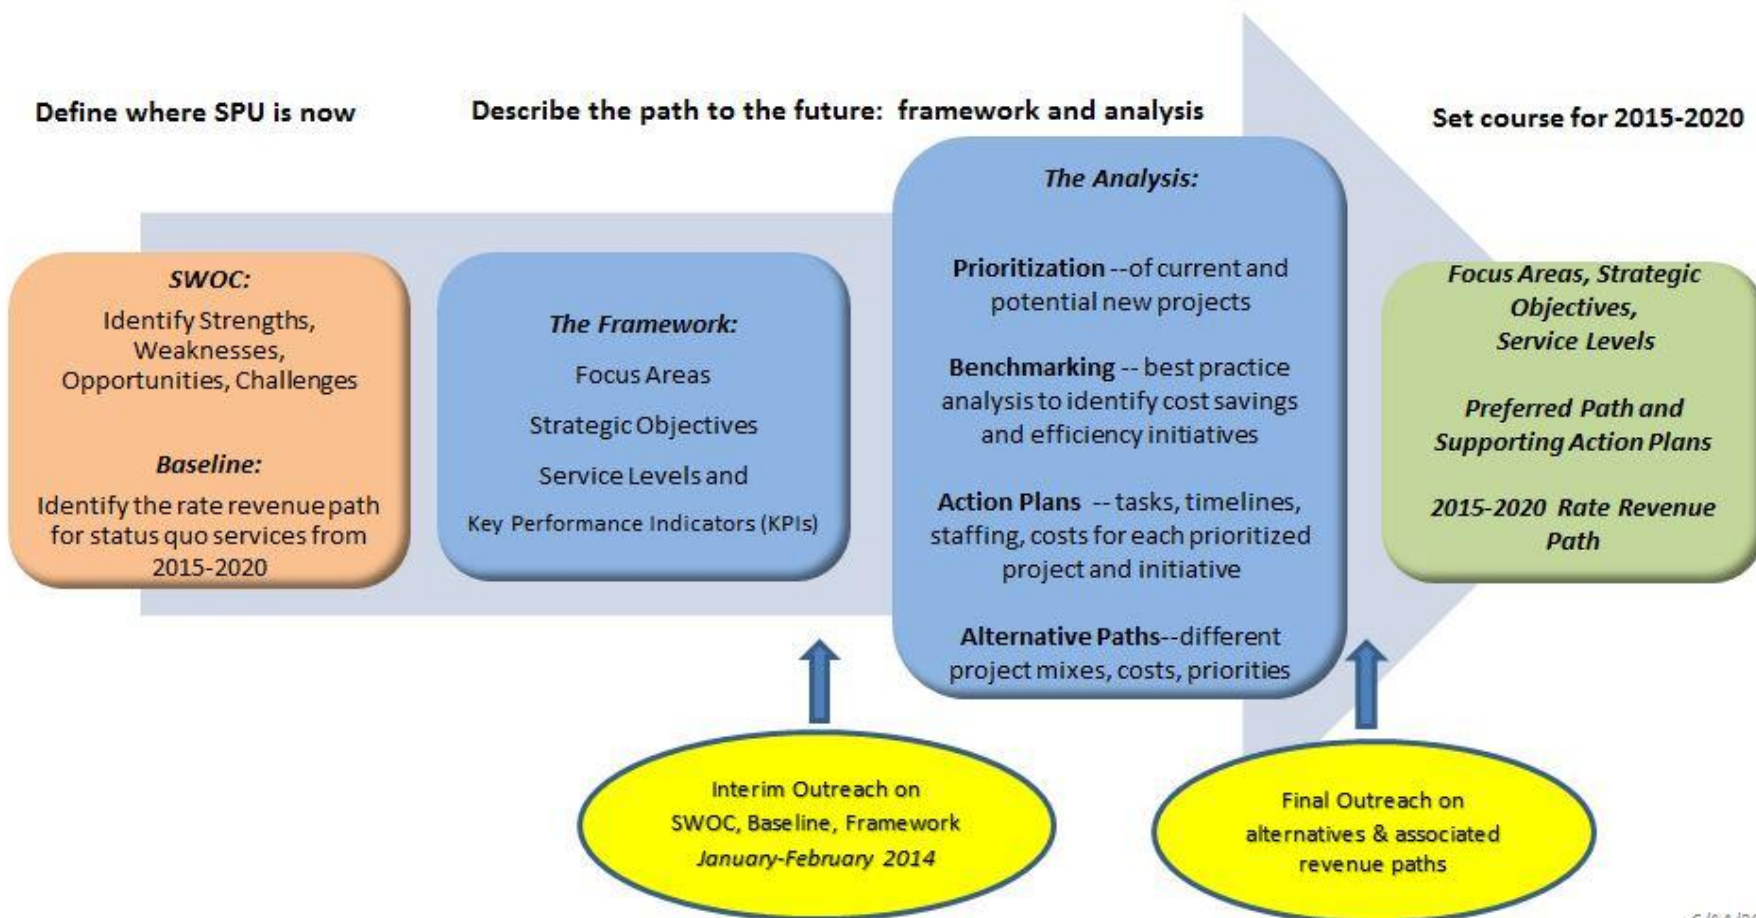 Define where SPU is now
Describe the path to the future: framework and analysis
Set course for 2015-2020
SWOC:
Identify Strengths,
Weaknesses,
Opportunities, Challenges
Baseline:
Identify the rate revenue path
for status quo services from
2015-2020
The Framework:
Focus Areas
Strategic Objectives
Service Levels and
Key Performance Indicators (KPIs)
The Analysis:
Prioritization --of current and
potential new projects
Benchmarking -- best practice
analysis to identify cost savings
and efficiency initiatives
Action Plans -- tasks, timelines,
staffing, costs for each prioritized
project and initiative
Alternative Paths--different
project mixes, costs, priorities
Focus Areas, Strategic
Objectives,
Service Levels
Preferred Path and
Supporting Action Plans
2015-2020 Rate Revenue
Path
Interim Outreach on
SWOC, Baseline, Framework
January-February 2014
Final Outreach on
alternatives & associated
revenue paths